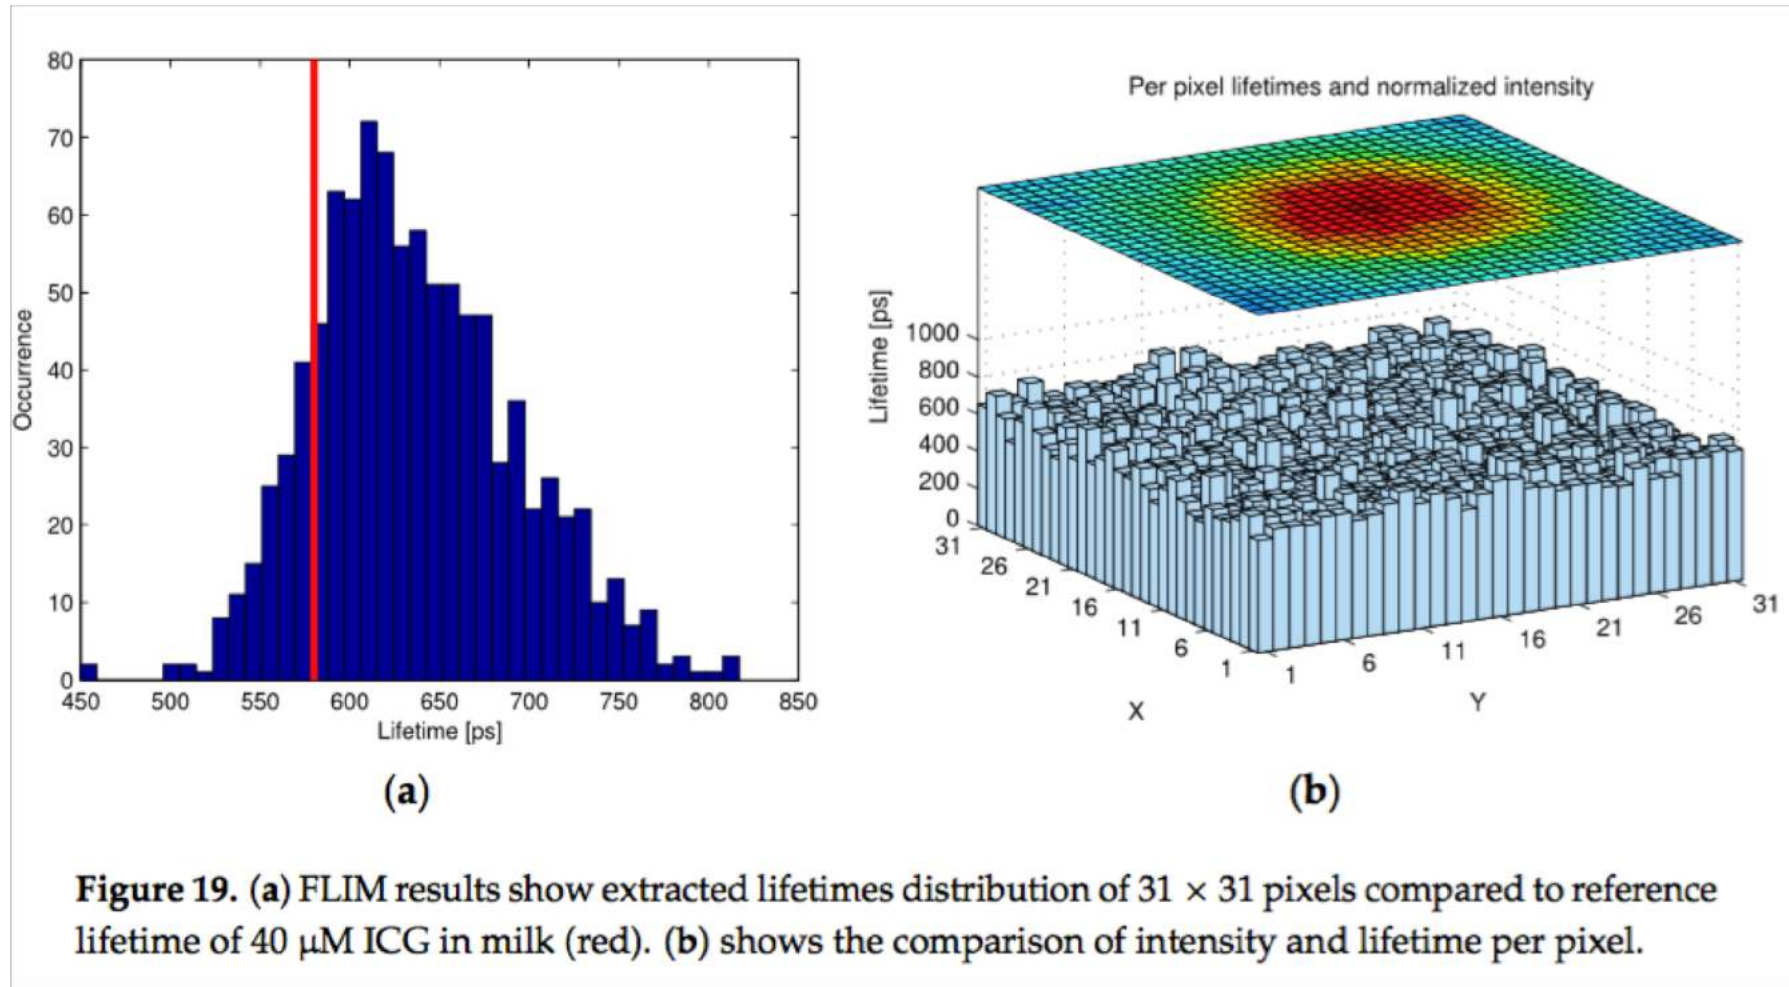 80
70
60
50
40
30
20
10
0
Occurrence
450 500 550 600 650 700 750 800 850
Lifetime [ps]
(a)
Per pixel lifetimes and normalized intensity
Lifetime [ps]
1000
800
600
400
200
0
31
26
21
16
11
6
1
X
1
6
11
16
21
26
31
Y
(b)
Figure 19. (a) FLIM results show extracted lifetimes distribution of 31 × 31 pixels compared to reference
lifetime of 40 μM ICG in milk (red). (b) shows the comparison of intensity and lifetime per pixel.